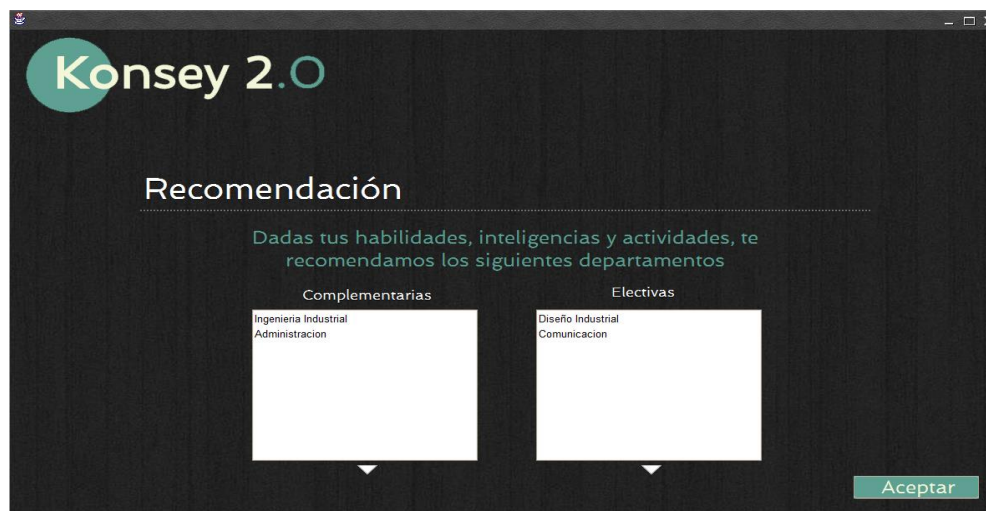 Konsey 2.0
Recomendación
Dadas tus habilidades, inteligencias y actividades, te
recomendamos los siguientes departamentos
Complementarias
Electivas
Ingenieria Industrial
Administracion
Diseño Industrial
Comunicacion
Aceptar